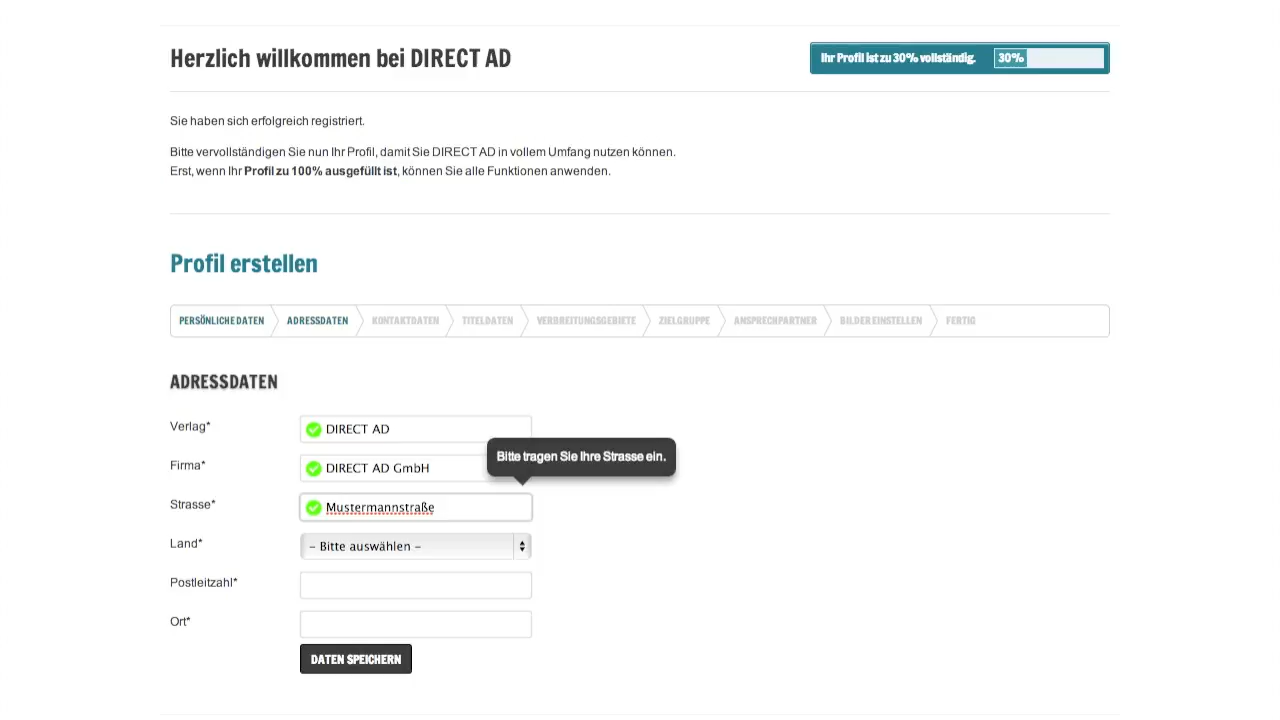 Herzlich willkommen bei DIRECT AD
Ihr Profil ist zu 30% vollständig.
30%
Sie haben sich erfolgreich registriert.
Bitte vervollständigen Sie nun Ihr Profil, damit Sie DIRECT AD in vollem Umfang nutzen können.
Erst, wenn Ihr Profil zu 100% ausgefüllt ist, können Sie alle Funktionen anwenden.
Profil erstellen
PERSÖNLICHE DATEN
ADRESSDATEN
KONTAKTDATEN
TITELDATEN
VERBREITUNGSGEBIETE
ZIELGRUPPE
ANSPRECHPARTNER
BILDER EINSTELLEN
FERTIG
ADRESSDATEN
Verlag*
DIRECT AD
Bitte tragen Sie Ihre Strasse ein.
Firma*
DIRECT AD GmbH
Strasse*
Mustermannstraße
Land*
– Bitte auswählen –
Postleitzahl*
Ort*
DATEN SPEICHERN